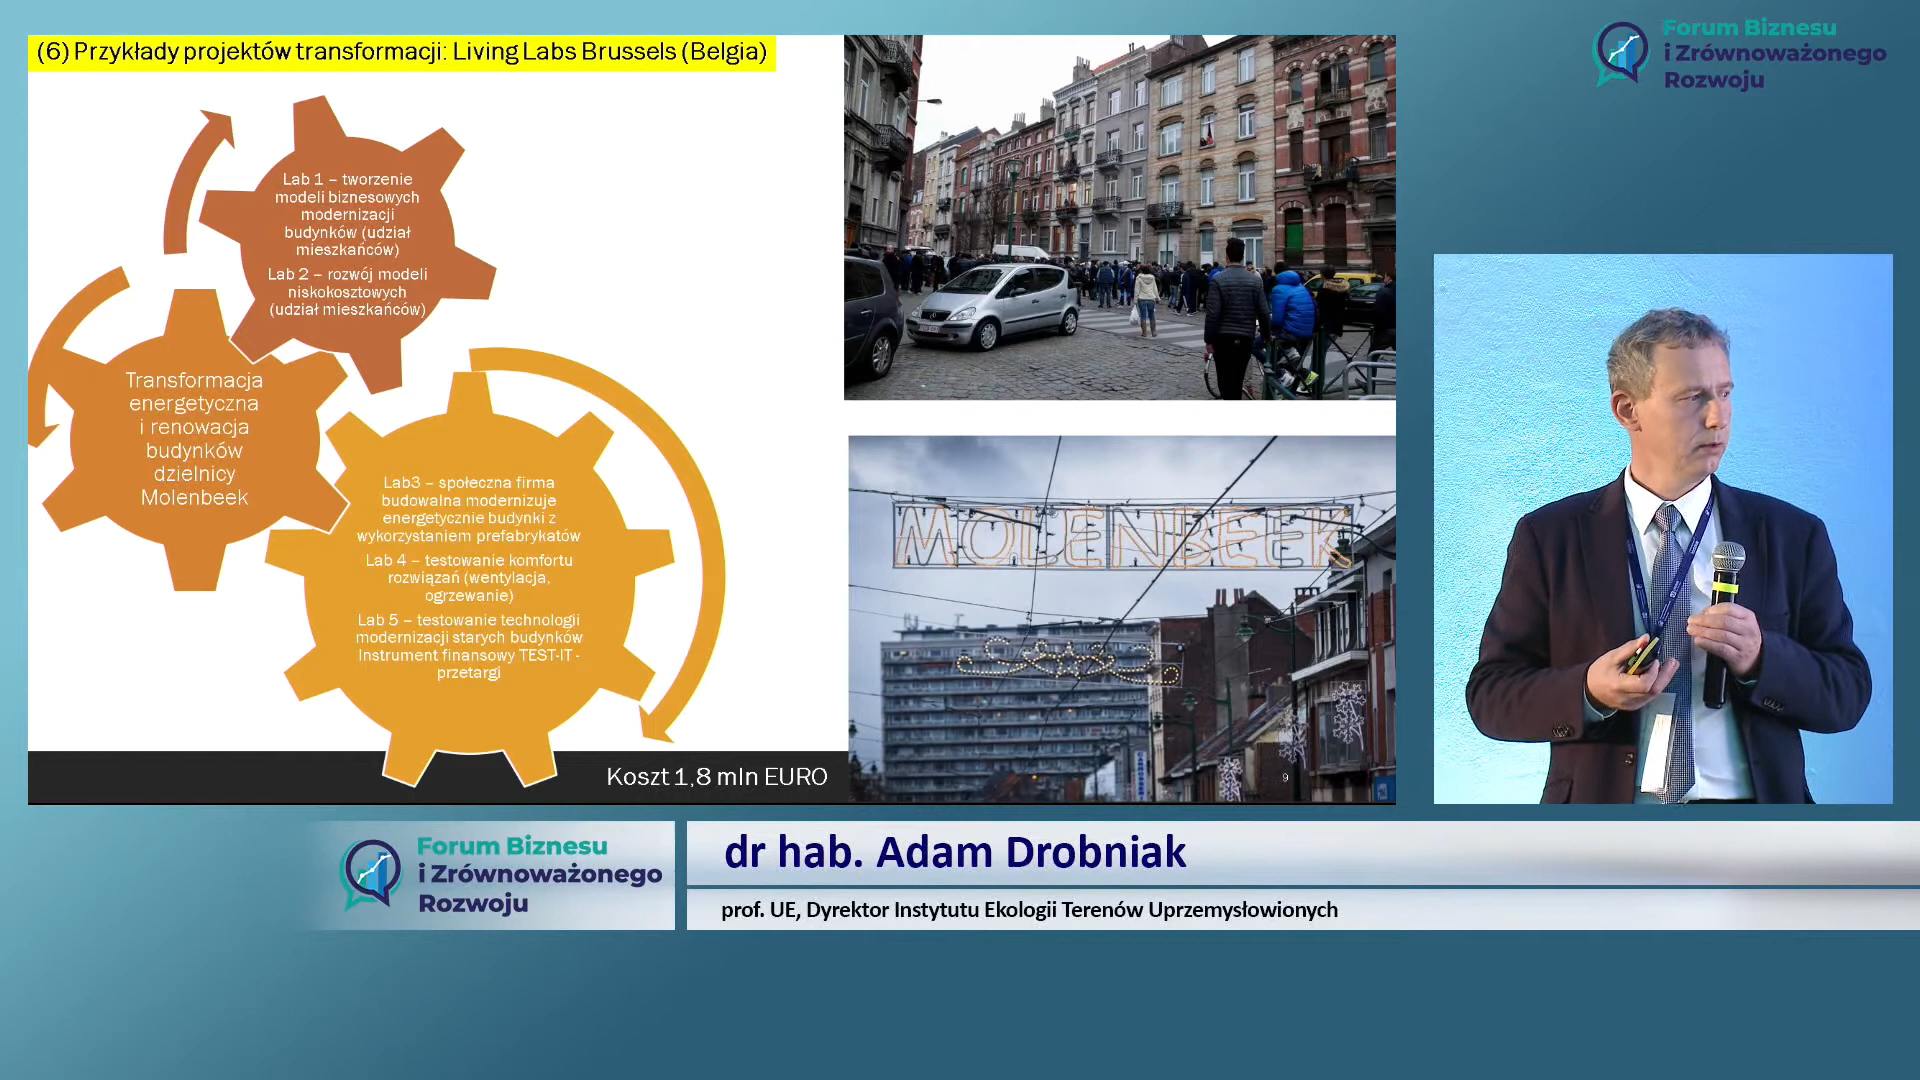 (6) Przykłady projektów transformacji: Living Labs Brussels (Belgia)
Forum Biznesu
i Zrównoważonego
Rozwoju
Lab 1 – tworzenie
modeli biznesowych
modernizacji
budynków (udział
mieszkańców)
Lab 2 – rozwój modeli
niskokosztowych
(udział mieszkańców)
Transformacja
energetyczna
i renowacja
budynków
dzielnicy
Molenbeek
Lab3 – społeczna firma
budowalna modernizuje
energetycznie budynki z
wykorzystaniem prefabrykatów
Lab 4 – testowanie komfortu
rozwiązań (wentylacja,
ogrzewanie)
Lab 5 – testowanie technologii
modernizacji starych budynków
Instrument finansowy TEST-IT -
przetargi
MOLENBEEK
9
Koszt 1,8 mln EURO
Forum Biznesu
i Zrównoważonego
Rozwoju
dr hab. Adam Drobniak
prof. UE, Dyrektor Instytutu Ekologii Terenów Uprzemysłowionych